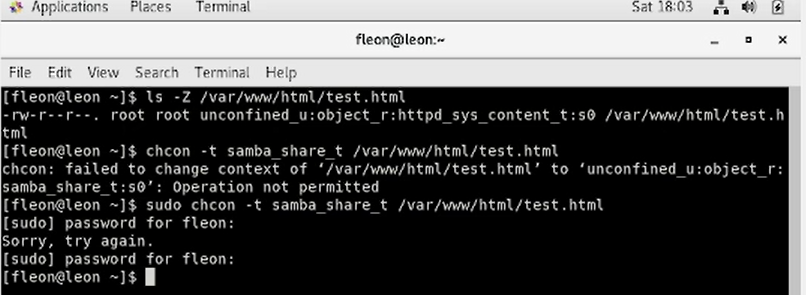 Applications Places Terminal Sat 18:03
fleon@leon:~
File Edit View Search Terminal Help
[fleon@leon ~]$ ls -Z /var/www/html/test.html
-rw-r--r--. root root unconfined_u:object_r:httpd_sys_content_t:s0 /var/www/html/test.h
tml
[fleon@leon ~]$ chcon -t samba_share_t /var/www/html/test.html
chcon: failed to change context of ‘/var/www/html/test.html’ to ‘unconfined_u:object_r:
samba_share_t:s0’: Operation not permitted
[fleon@leon ~]$ sudo chcon -t samba_share_t /var/www/html/test.html
[sudo] password for fleon:
Sorry, try again.
[sudo] password for fleon:
[fleon@leon ~]$